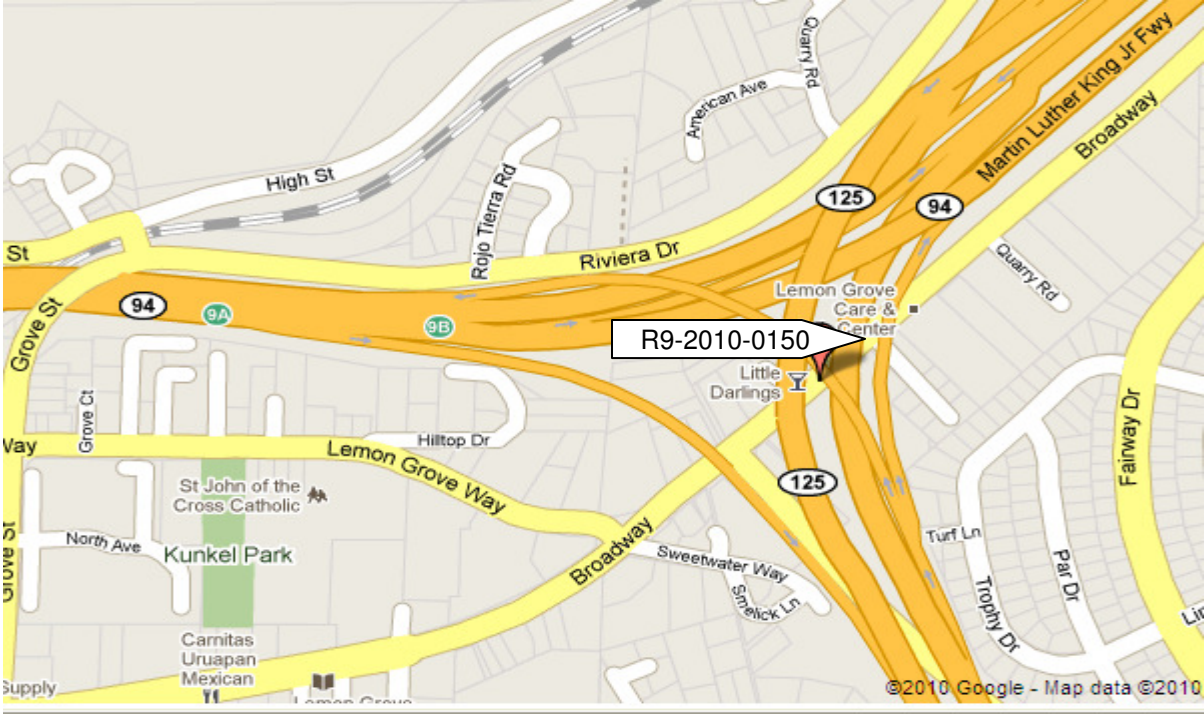 Quarry Rd
American Ave
Martin Luther King Jr Fwy
Broadway
High St
Rojo Tierra Rd
125
94
St
Riviera Dr
Quarry Rd
Lemon Grove
Care &
Center
94
9A
9B
Grove St
R9-2010-0150
Little
Darlings
Fairway Dr
Grove Ct
Way
Hilltop Dr
Lemon Grove Way
125
St John of the
Cross Catholic
North Ave
Kunkel Park
Grove St
Broadway
Sweetwater Way
Smelick Ln
Turf Ln
Par Dr
Trophy Dr
Carnitas
Uruapan
Mexican
Supply
Lemon Grove
©2010 Google - Map data ©2010